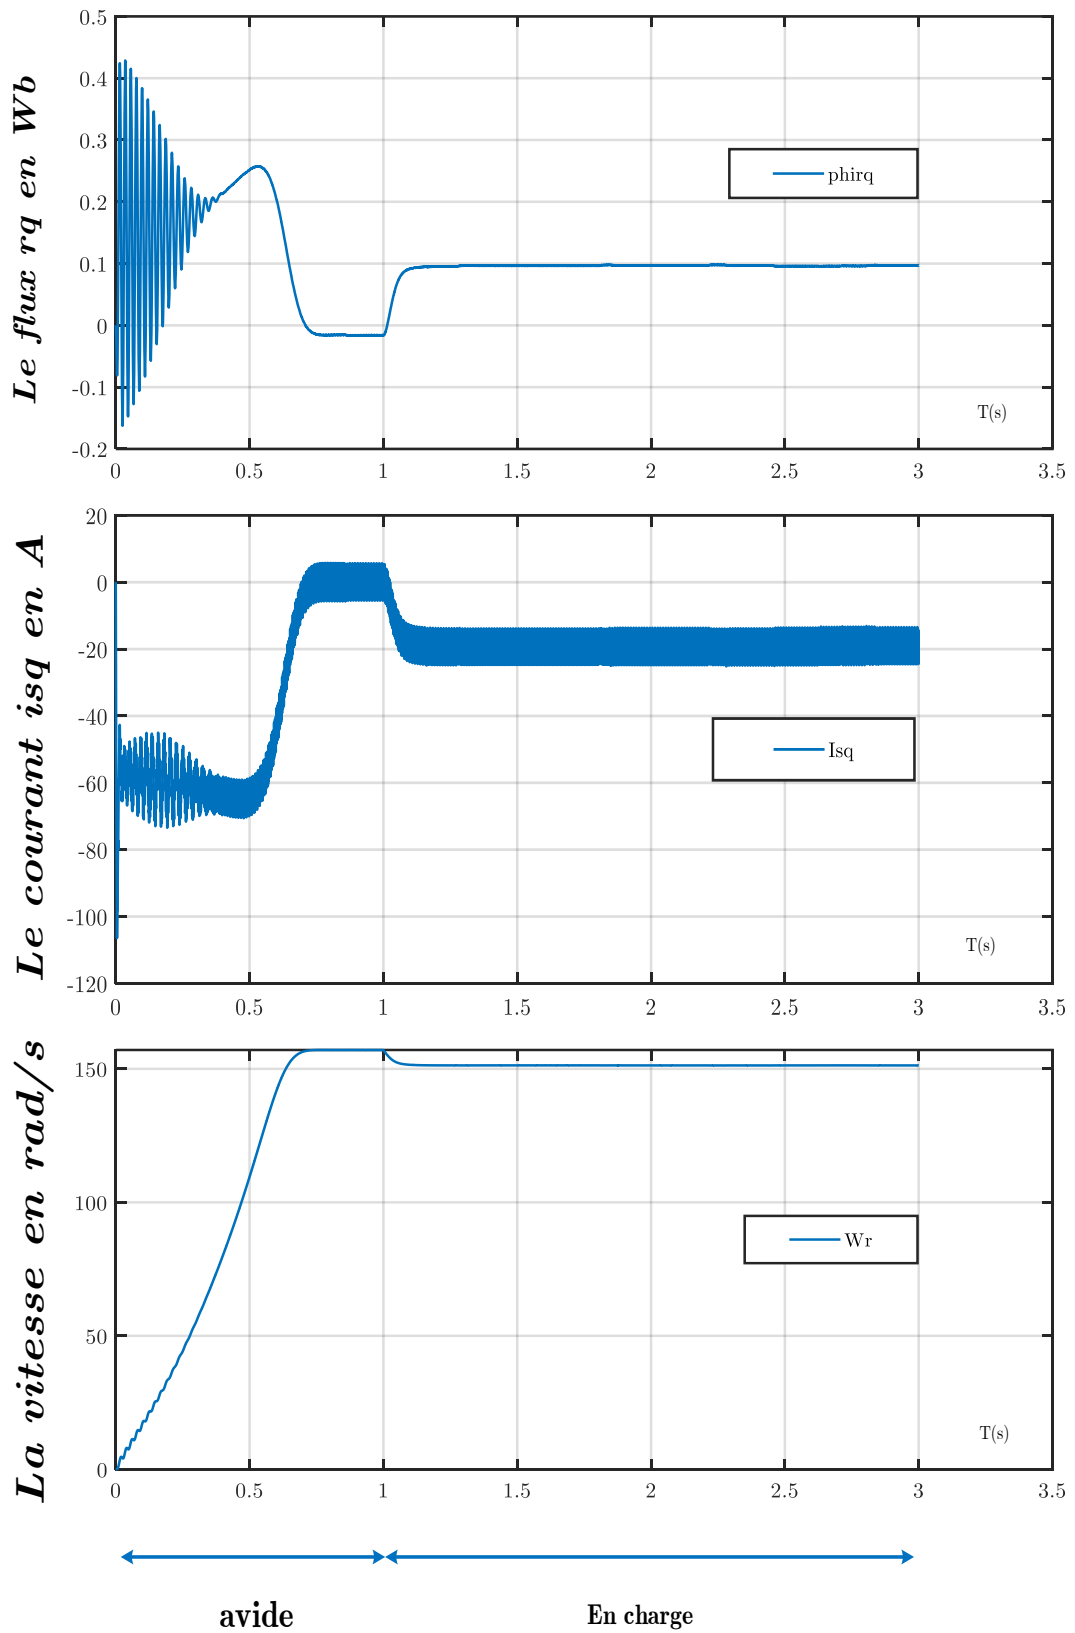 Le flux rq en Wb
0.5
0.4
0.3
0.2
0.1
0
-0.1
-0.2
phirq
T(s)
0 0.5 1 1.5 2 2.5 3 3.5
Le courant isq en A
20
0
-20
-40
-60
-80
-100
-120
Isq
T(s)
0 0.5 1 1.5 2 2.5 3 3.5
La vitesse en rad/s
150
100
50
0
Wr
T(s)
0 0.5 1 1.5 2 2.5 3 3.5
avide En charge